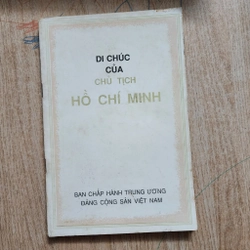 DI CHÚC
CỦA
CHỦ TỊCH
HỒ CHÍ MINH
BAN CHẤP HÀNH TRUNG ƯƠNG
ĐẢNG CỘNG SẢN VIỆT NAM